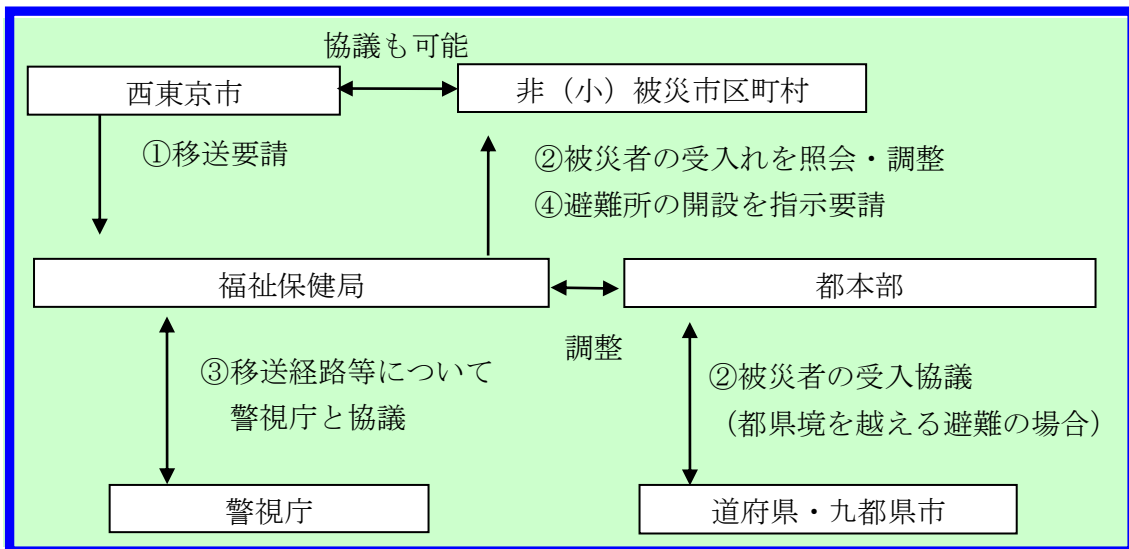 協議も可能
西東京市
非（小）被災市区町村
①移送要請
②被災者の受入れを照会・調整
④避難所の開設を指示要請
福祉保健局
都本部
調整
③移送経路等について
警視庁と協議
②被災者の受入協議
（都県境を越える避難の場合）
警視庁
道府県・九都県市